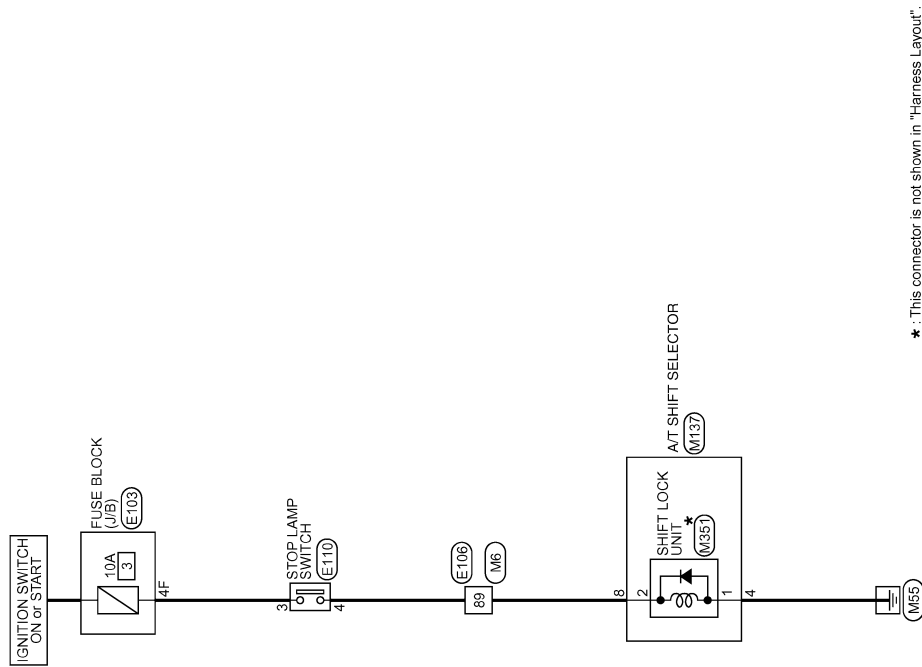 IGNITION SWITCH
ON or START
FUSE BLOCK
(J/B)
E103
10A
3
4F
STOP LAMP
SWITCH
E110
3
4
E106
89
M6
A/T SHIFT SELECTOR
M137
8
SHIFT LOCK
UNIT *
M351
2
1
4
M55
* : This connector is not shown in "Harness Layout".